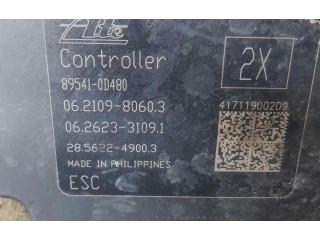 Ate
Controller
2X
89541-0D480
06.2109-8060.3
41711900209
06.2623-3109.1
28.5622-4900.3
MADE IN PHILIPPINES
ESC